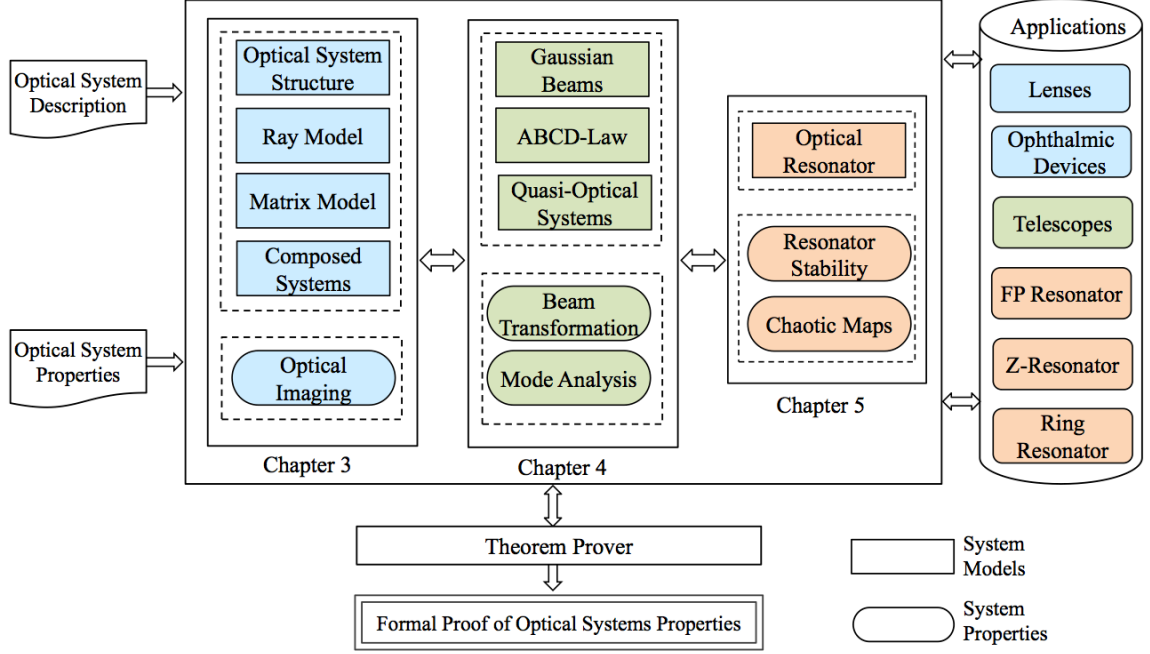 Optical System
Description
Optical System
Properties
Optical System
Structure
Ray Model
Matrix Model
Composed
Systems
Optical
Imaging
Chapter 3
Gaussian
Beams
ABCD-Law
Quasi-Optical
Systems
Beam
Transformation
Mode Analysis
Chapter 4
Optical
Resonator
Resonator
Stability
Chaotic Maps
Chapter 5
Applications
Lenses
Ophthalmic
Devices
Telescopes
FP Resonator
Z-Resonator
Ring
Resonator
Theorem Prover
Formal Proof of Optical Systems Properties
System
Models
System
Properties